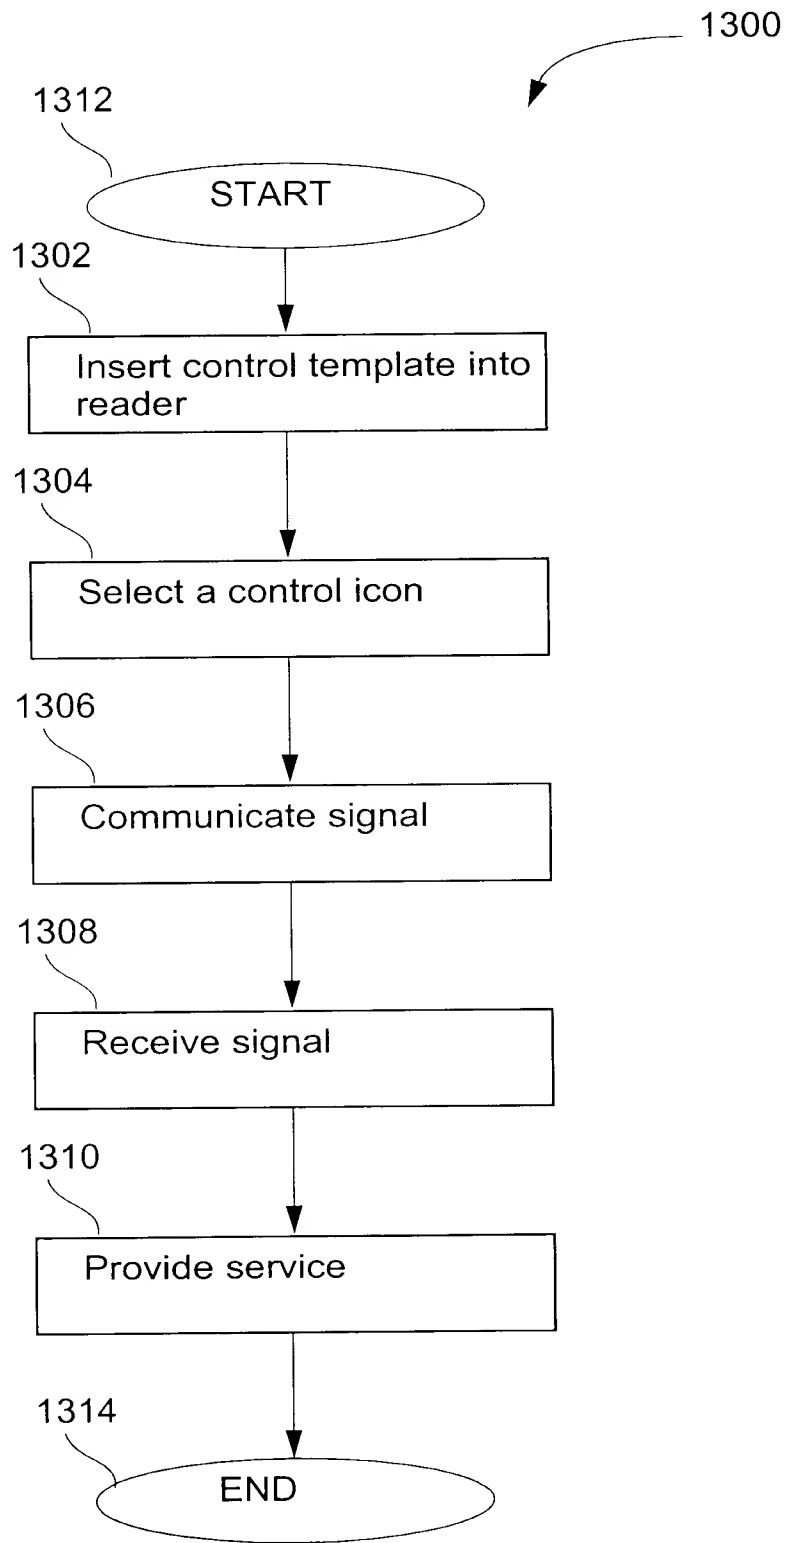 1300
1312
START
1302
Insert control template into
reader
1304
Select a control icon
1306
Communicate signal
1308
Receive signal
1310
Provide service
1314
END